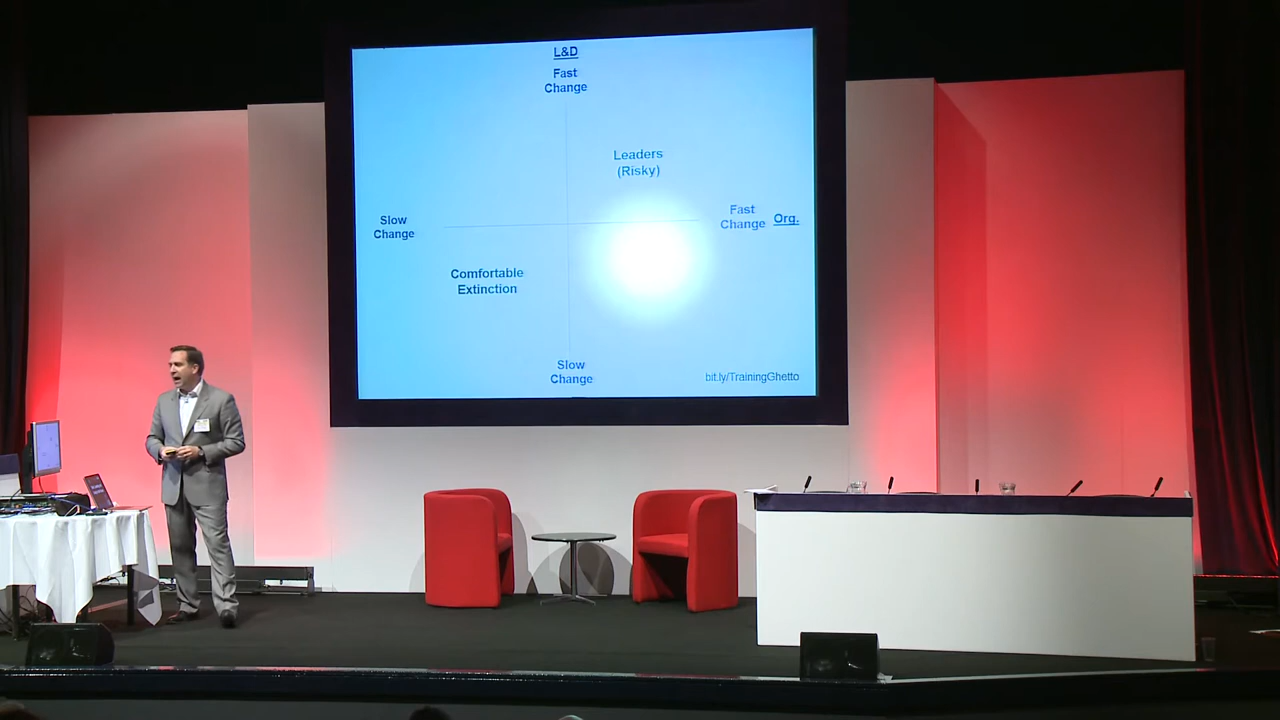 L&D
Fast
Change
Leaders
(Risky)
Slow
Change
Fast
Change Org.
Comfortable
Extinction
Slow
Change
bit.ly/TrainingGhetto